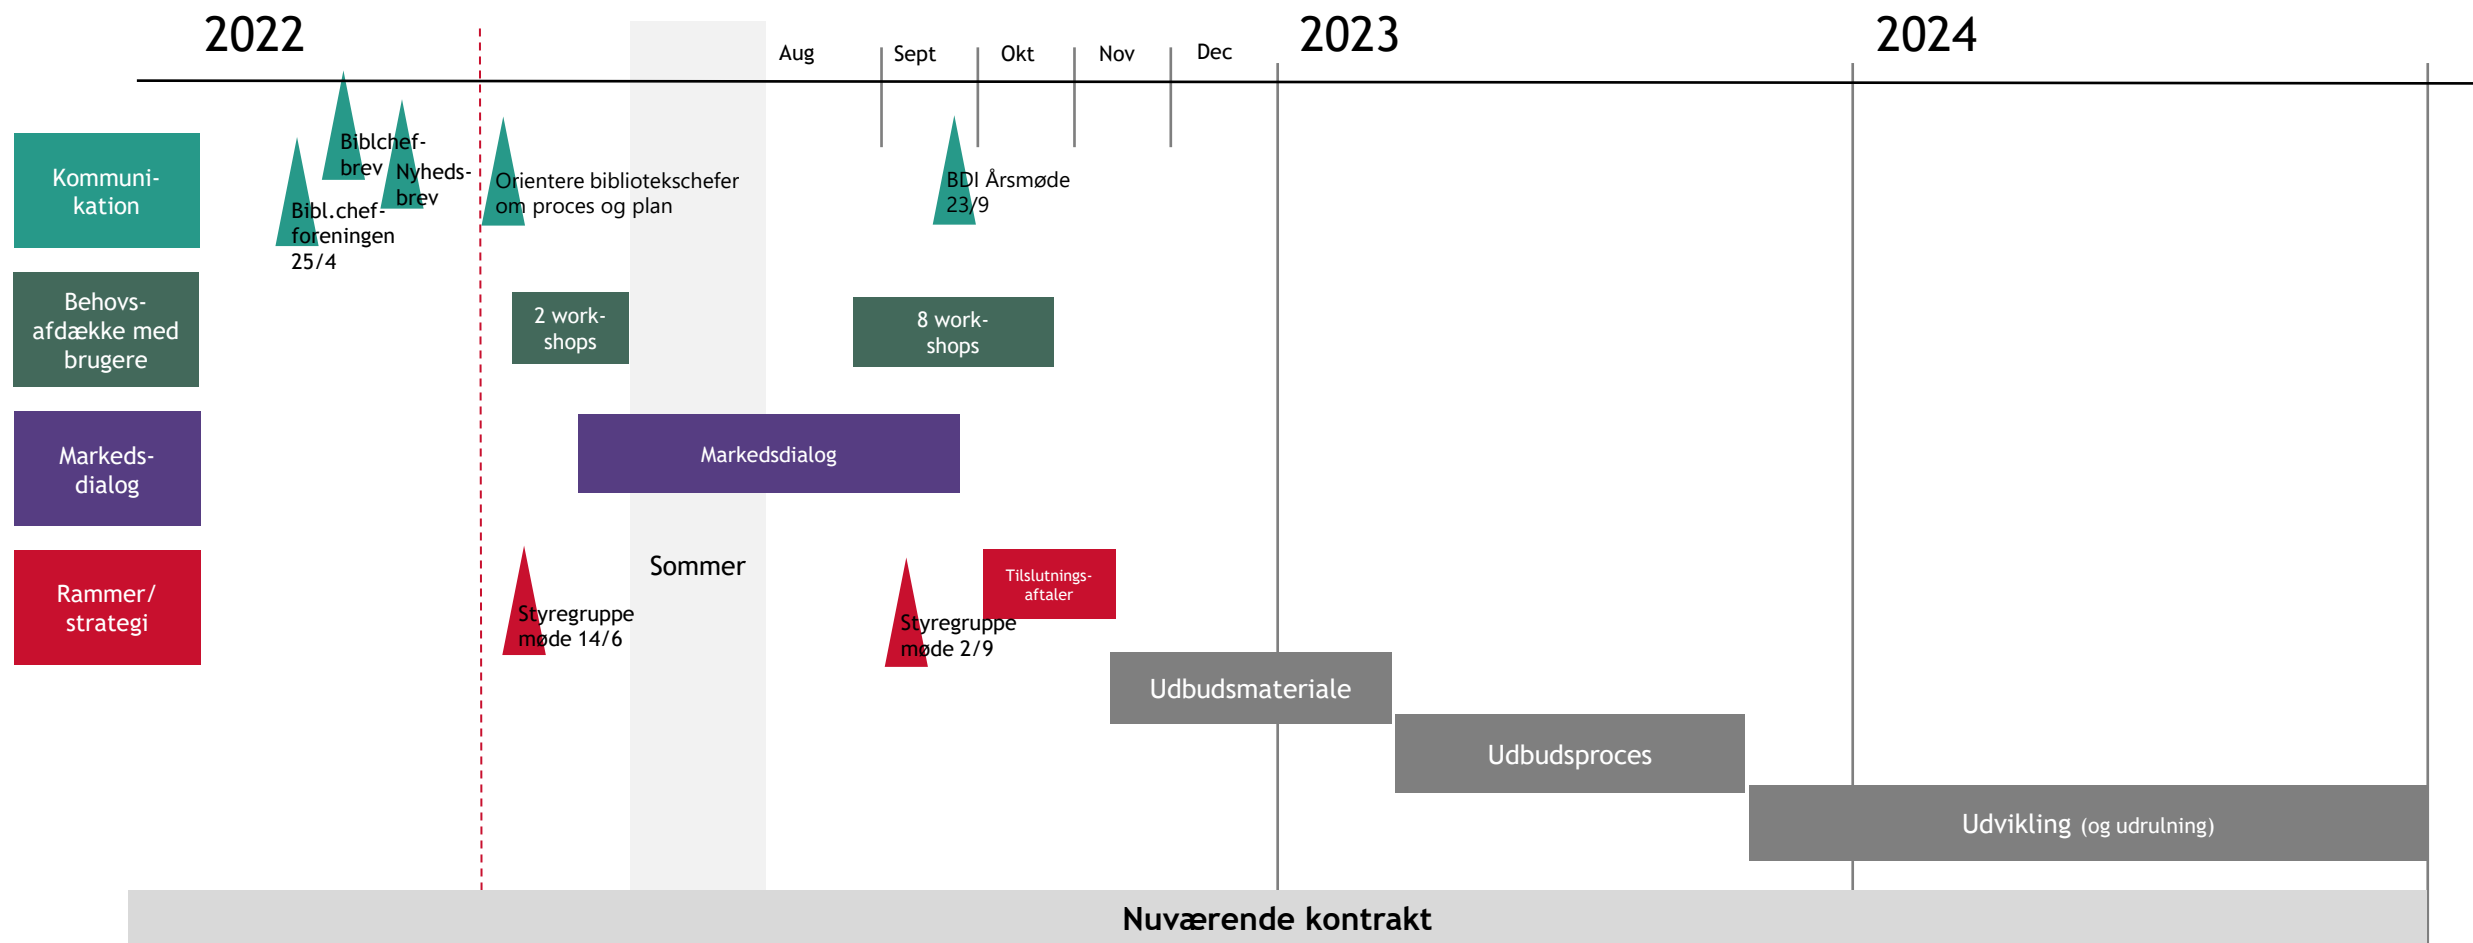 2022
Aug
Sept
Okt
Nov
Dec
2023
2024
Kommuni-
kation
Bibl.chef-
foreningen
25/4
Biblchef-
brev
Nyheds-
brev
Orientere bibliotekschefer
om proces og plan
BDI Årsmøde
23/9
Behovs-
afdække med
brugere
2 work-
shops
8 work-
shops
Markeds-
dialog
Markedsdialog
Rammer/
strategi
Styregruppe
møde 14/6
Sommer
Styregruppe
møde 2/9
Tilslutnings-
aftaler
Udbudsmateriale
Udbudsproces
Udvikling (og udrulning)
Nuværende kontrakt